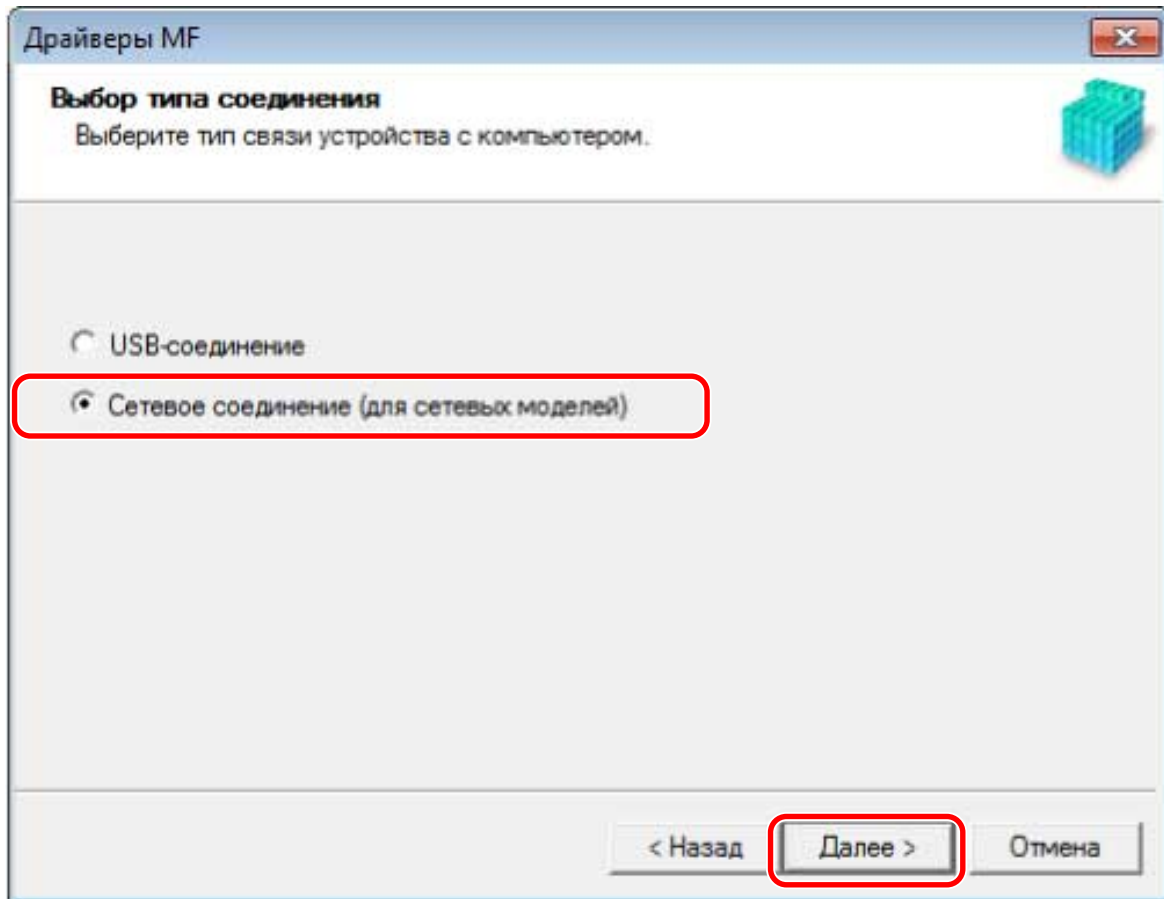 Драйверы MF
Выбор типа соединения
Выберите тип связи устройства с компьютером.
USB-соединение
Сетевое соединение (для сетевых моделей)
< Назад
Далее >
Отмена